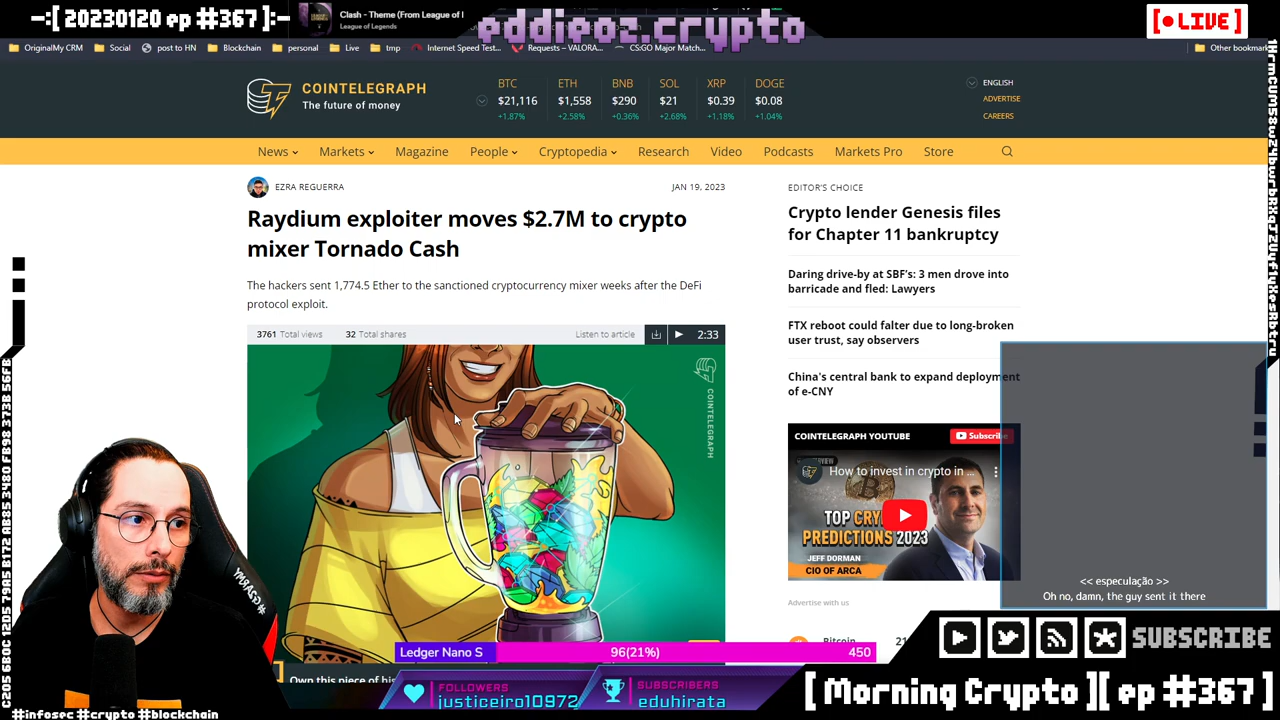 -:[ 20230120 ep #367 ]:-
Clash - Theme (From League of l
League of Legends
eddieoz.crypto
[ LIVE ]
OriginalMy CRM
Social
post to HN
Blockchain
personal
Live
tmp
Internet Speed Test...
Requests – VALORA...
CS:GO Major Match...
Other bookmark
COINTELEGRAPH
The future of money
BTC ETH BNB SOL XRP DOGE
$21,116 $1,558 $290 $21 $0.39 $0.08
+1.87% +2.58% +0.36% +2.68% +1.18% +1.04%
ENGLISH
ADVERTISE
CAREERS
News Markets Magazine People Cryptopedia Research Video Podcasts Markets Pro Store
EZRA REGUERRA
JAN 19, 2023
Raydium exploiter moves $2.7M to crypto
mixer Tornado Cash
The hackers sent 1,774.5 Ether to the sanctioned cryptocurrency mixer weeks after the DeFi
protocol exploit.
3761 Total views 32 Total shares Listen to article 2:33
COINTELEGRAPH
EDITOR'S CHOICE
Crypto lender Genesis files
for Chapter 11 bankruptcy
Daring drive-by at SBF's: 3 men drove into
barricade and fled: Lawyers
FTX reboot could falter due to long-broken
user trust, say observers
China's central bank to expand deployment
of e-CNY
COINTELEGRAPH YOUTUBE
Subscribe
How to invest in crypto in ...
TOP CRY
PREDICTIONS 2023
JEFF DORMAN
CIO OF ARCA
Advertise with us
Bitcoin
<< especulação >>
Oh no, damn, the guy sent it there
Ledger Nano S 96(21%) 450
Own this piece of his
FOLLOWERS
justiceiro10972
SUBSCRIBERS
eduhirata
SUBSCRIBE
[ Morning Crypto ][ ep #367 ]
#infosec #crypto #blockchain